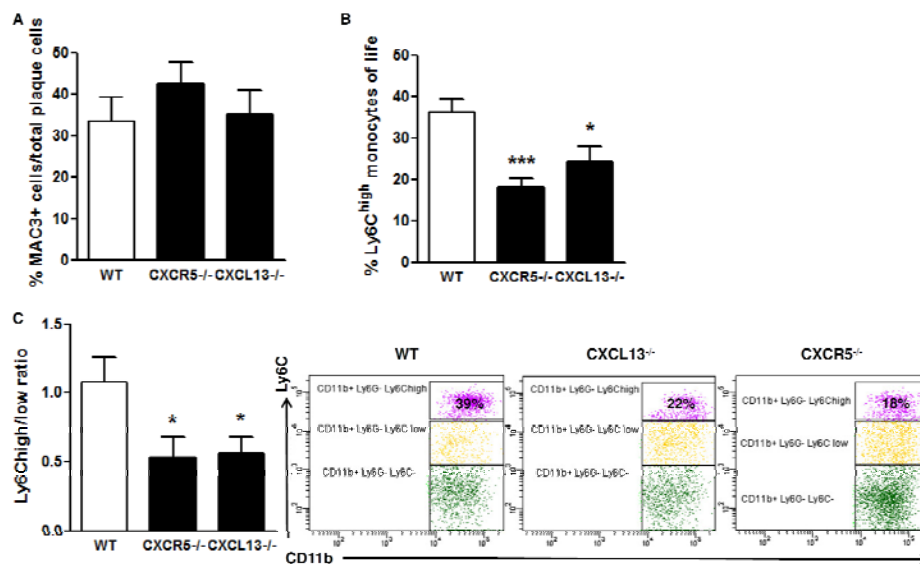 A
% MAC3+ cells/total plaque cells
50
40
30
20
10
0
WT CXCR5-/- CXCL13-/-
B
% Ly6Chigh monocytes of life
60
40
30
20
10
0
***
*
WT CXCR5-/- CXCL13-/-
C
Ly6Chigh/low ratio
1.5
1.0
0.5
0.0
*
*
WT CXCR5-/- CXCL13-/-
Ly6C
WT
CD11b+ Ly6G- Ly6Chigh
39%
CD11b+ Ly6G- Ly6C low
CD11b+ Ly6G- Ly6C-
CXCL13-/-
CD11b+ Ly6G- Ly6Chigh
22%
CD11b+ Ly6G- Ly6C low
CD11b+ Ly6G- Ly6C-
CXCR5-/-
CD11b+ Ly6G- Ly6Chigh
18%
CD11b+ Ly6G- Ly6C low
CD11b+ Ly6G- Ly6C-
CD11b